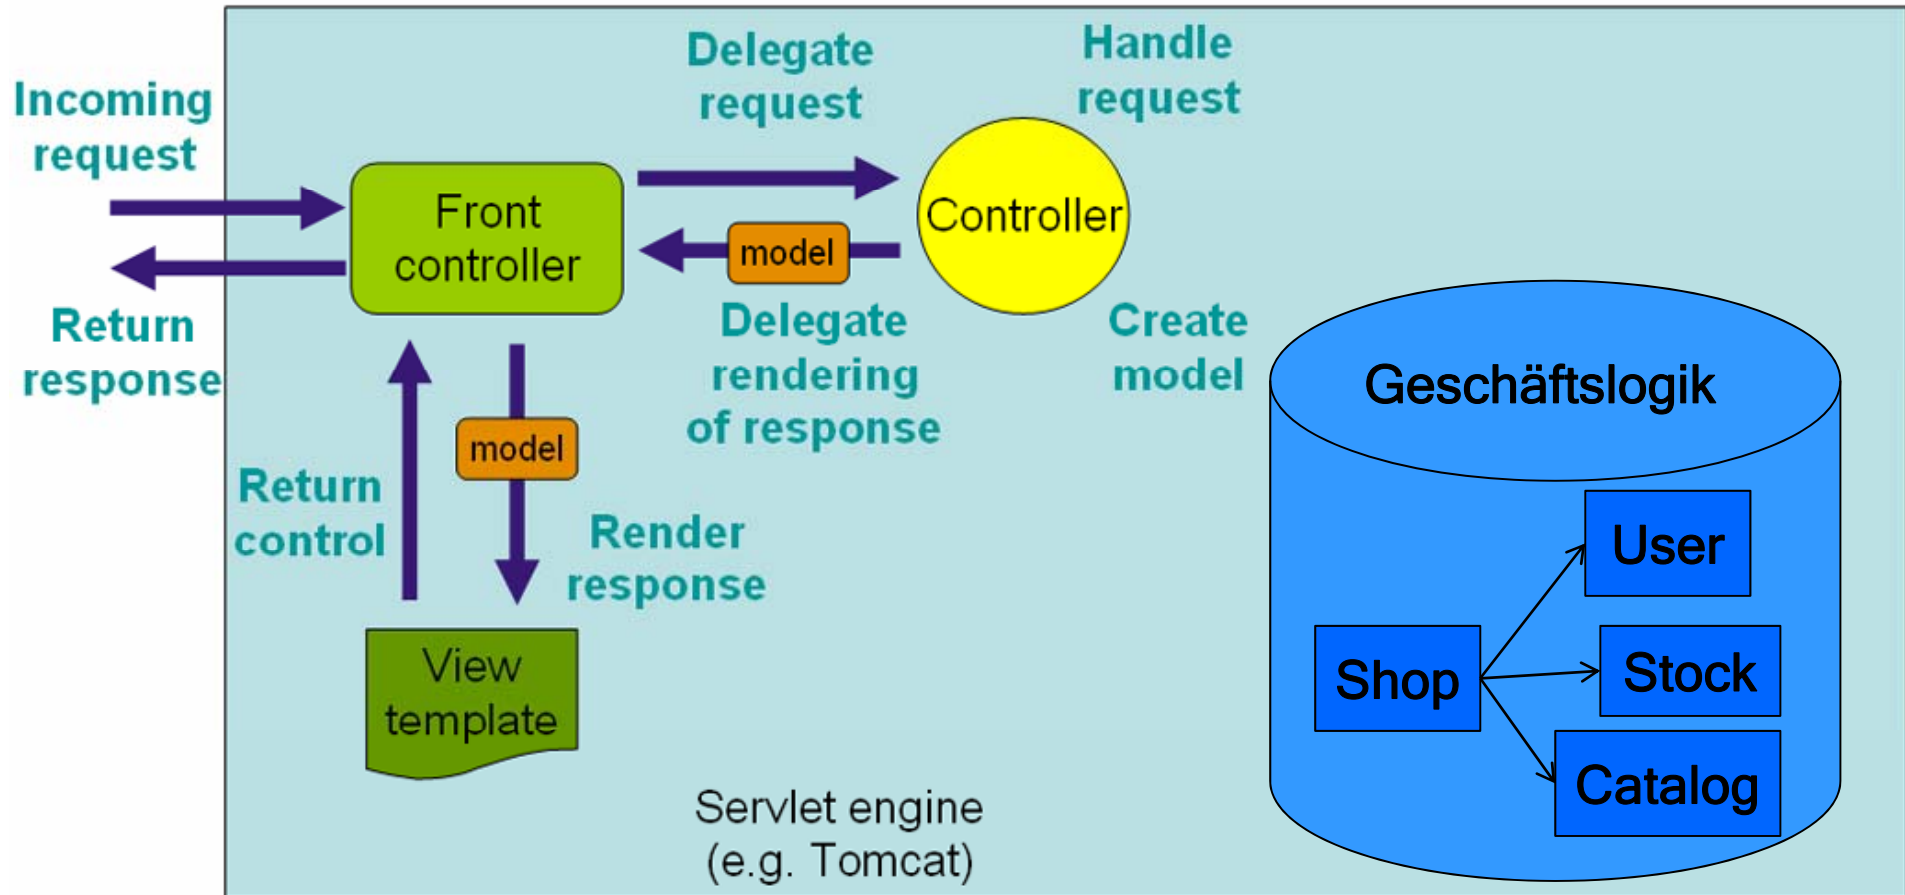 Incoming
request
Return
response
Delegate
request
Handle
request
Front
controller
Controller
model
Delegate
rendering
of response
Create
model
model
Return
control
Render
response
View
template
Servlet engine
(e.g. Tomcat)
Geschäftslogik
User
Shop
Stock
Catalog